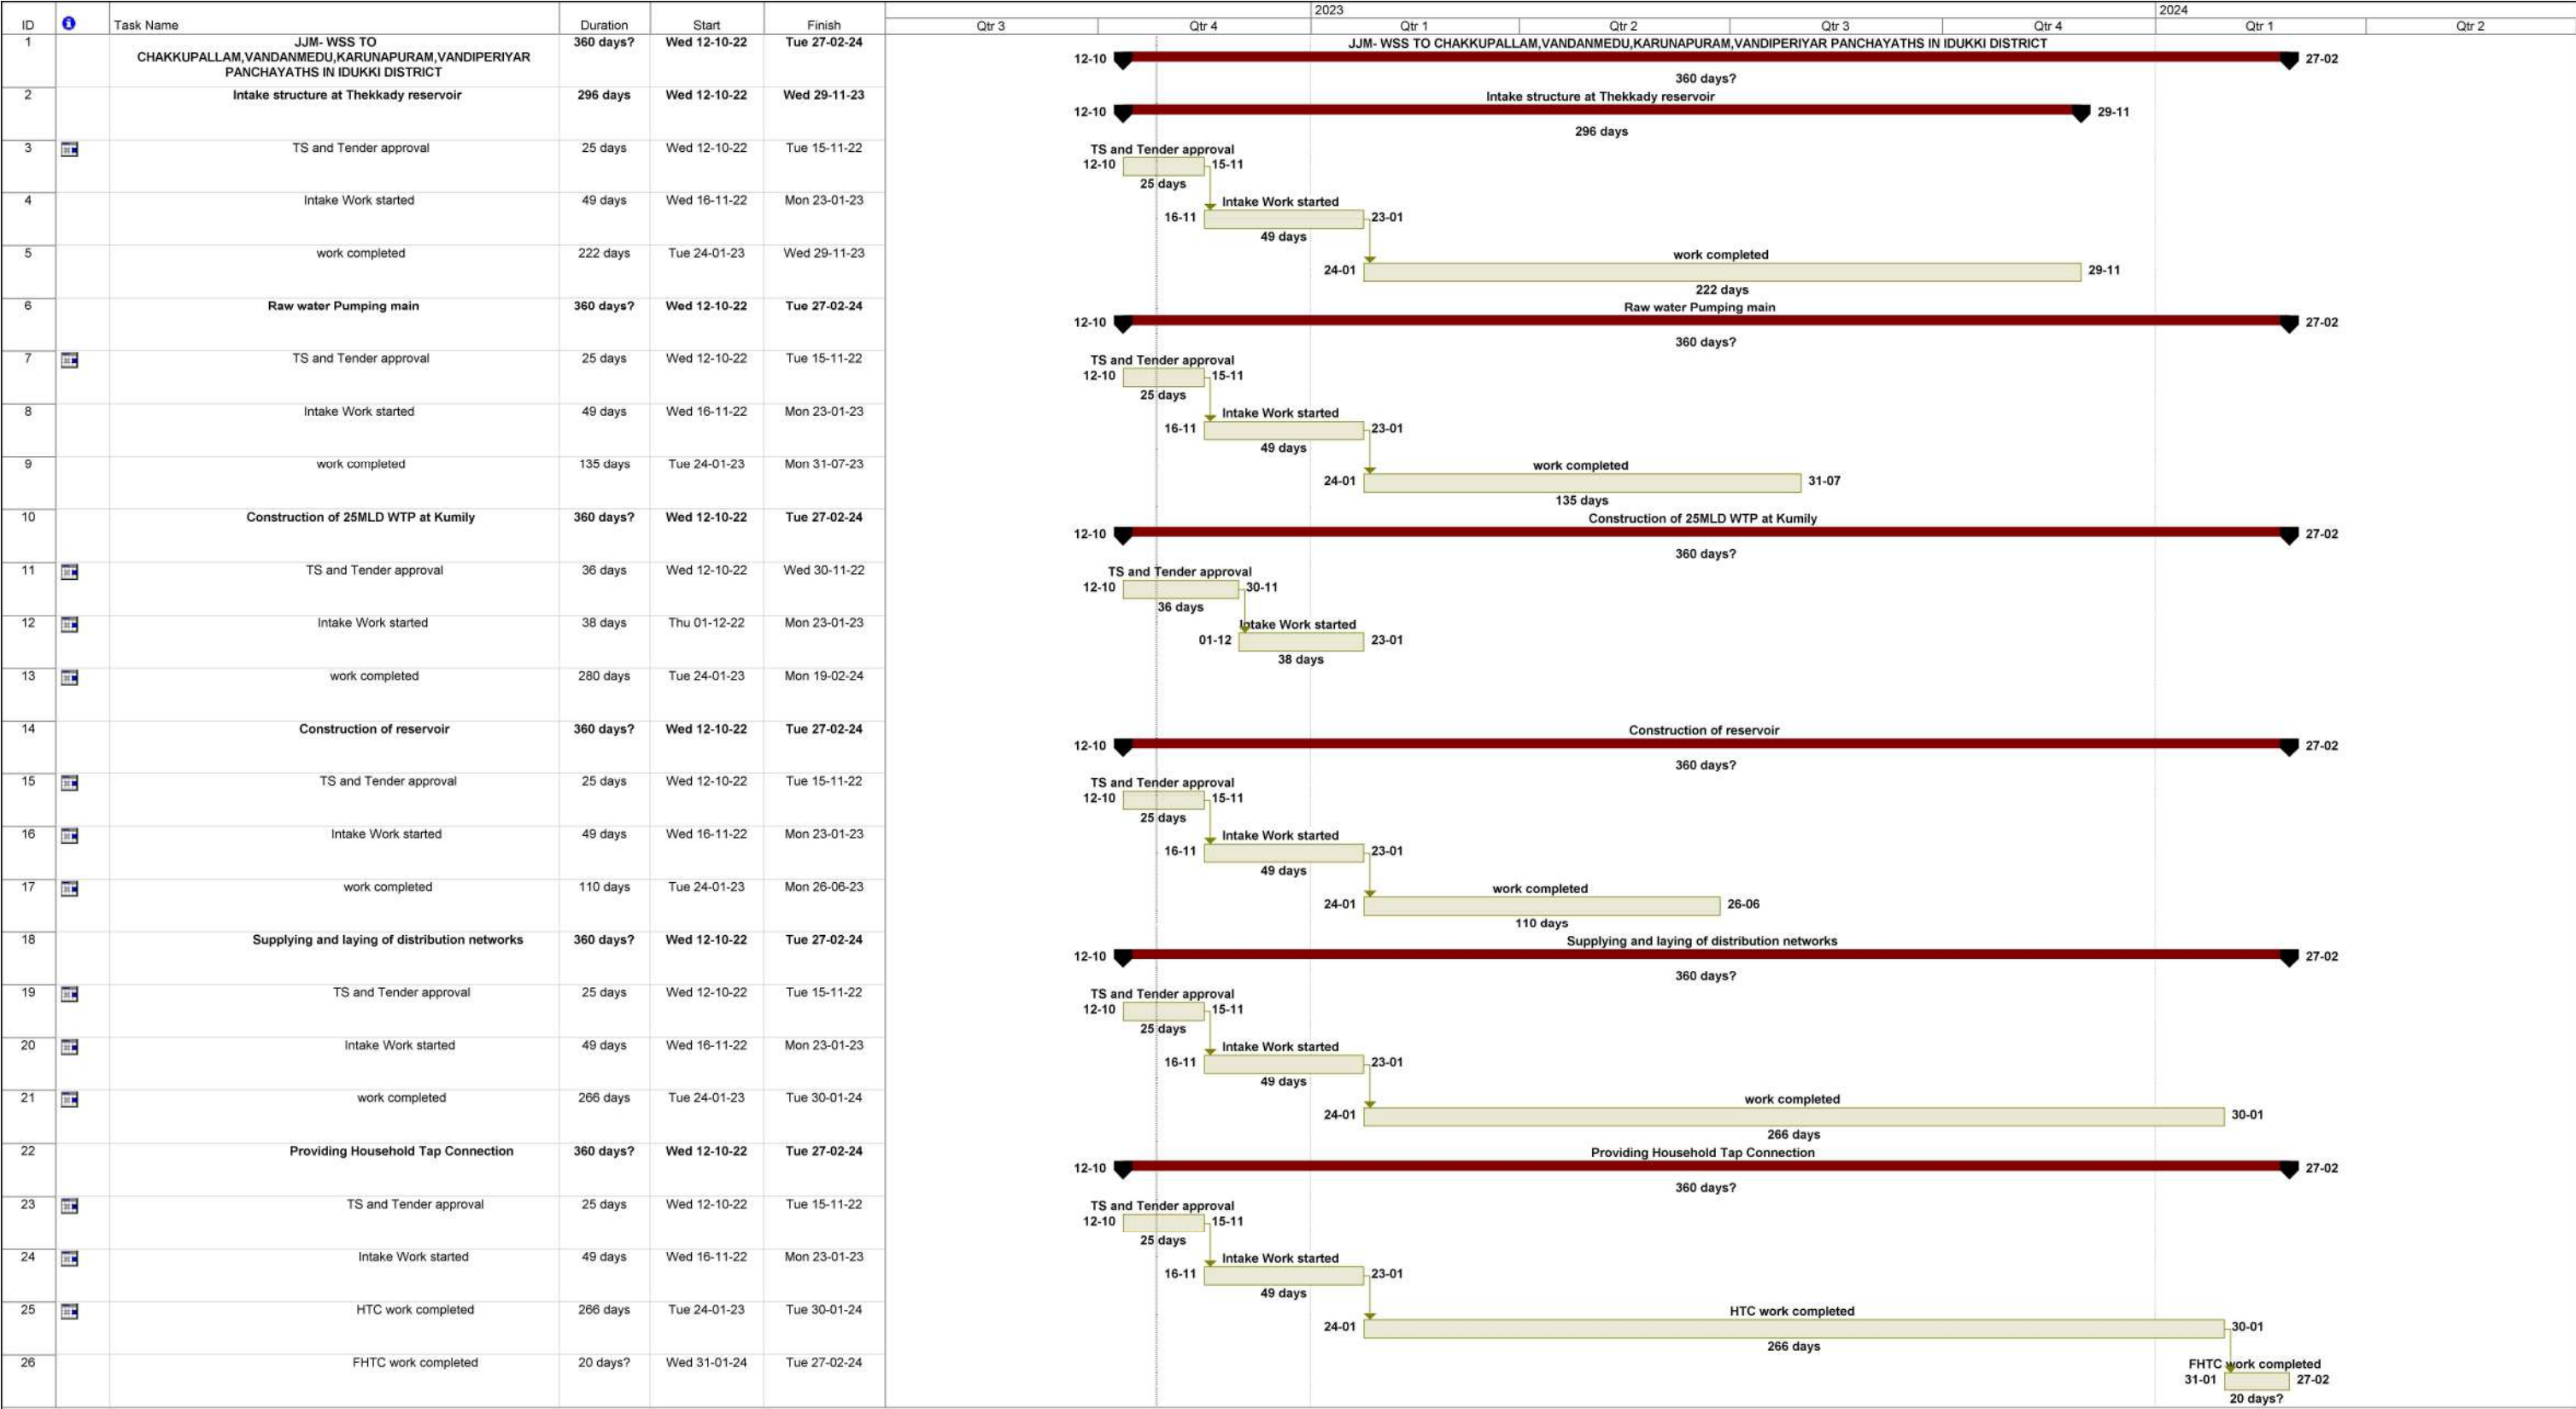 2023 2024
ID Task Name Duration Start Finish Qtr 3 Qtr 4 Qtr 1 Qtr 2 Qtr 3 Qtr 4 Qtr 1 Qtr 2
1 JJM- WSS TO 360 days? Wed 12-10-22 Tue 27-02-24 JJM- WSS TO CHAKKUPALLAM,VANDANMEDU,KARUNAPURAM,VANDIPERIYAR PANCHAYATHS IN IDUKKI DISTRICT
CHAKKUPALLAM,VANDANMEDU,KARUNAPURAM,VANDIPERIYAR 12-10 27-02
PANCHAYATHS IN IDUKKI DISTRICT 360 days?
2 Intake structure at Thekkady reservoir 296 days Wed 12-10-22 Wed 29-11-23 Intake structure at Thekkady reservoir
12-10 29-11
296 days
3 TS and Tender approval 25 days Wed 12-10-22 Tue 15-11-22 TS and Tender approval
12-10 15-11
25 days
4 Intake Work started 49 days Wed 16-11-22 Mon 23-01-23 Intake Work started
16-11 23-01
49 days
5 work completed 222 days Tue 24-01-23 Wed 29-11-23 work completed
24-01 29-11
222 days
6 Raw water Pumping main 360 days? Wed 12-10-22 Tue 27-02-24 Raw water Pumping main
12-10 27-02
360 days?
7 TS and Tender approval 25 days Wed 12-10-22 Tue 15-11-22 TS and Tender approval
12-10 15-11
25 days
8 Intake Work started 49 days Wed 16-11-22 Mon 23-01-23 Intake Work started
16-11 23-01
49 days
9 work completed 135 days Tue 24-01-23 Mon 31-07-23 work completed
24-01 31-07
135 days
10 Construction of 25MLD WTP at Kumily 360 days? Wed 12-10-22 Tue 27-02-24 Construction of 25MLD WTP at Kumily
12-10 27-02
360 days?
11 TS and Tender approval 36 days Wed 12-10-22 Wed 30-11-22 TS and Tender approval
12-10 30-11
36 days
12 Intake Work started 38 days Thu 01-12-22 Mon 23-01-23 Intake Work started
01-12 23-01
38 days
13 work completed 280 days Tue 24-01-23 Mon 19-02-24
14 Construction of reservoir 360 days? Wed 12-10-22 Tue 27-02-24 Construction of reservoir
12-10 27-02
360 days?
15 TS and Tender approval 25 days Wed 12-10-22 Tue 15-11-22 TS and Tender approval
12-10 15-11
25 days
16 Intake Work started 49 days Wed 16-11-22 Mon 23-01-23 Intake Work started
16-11 23-01
49 days
17 work completed 110 days Tue 24-01-23 Mon 26-06-23 work completed
24-01 26-06
110 days
18 Supplying and laying of distribution networks 360 days? Wed 12-10-22 Tue 27-02-24 Supplying and laying of distribution networks
12-10 27-02
360 days?
19 TS and Tender approval 25 days Wed 12-10-22 Tue 15-11-22 TS and Tender approval
12-10 15-11
25 days
20 Intake Work started 49 days Wed 16-11-22 Mon 23-01-23 Intake Work started
16-11 23-01
49 days
21 work completed 266 days Tue 24-01-23 Tue 30-01-24 work completed
24-01 30-01
266 days
22 Providing Household Tap Connection 360 days? Wed 12-10-22 Tue 27-02-24 Providing Household Tap Connection
12-10 27-02
360 days?
23 TS and Tender approval 25 days Wed 12-10-22 Tue 15-11-22 TS and Tender approval
12-10 15-11
25 days
24 Intake Work started 49 days Wed 16-11-22 Mon 23-01-23 Intake Work started
16-11 23-01
49 days
25 HTC work completed 266 days Tue 24-01-23 Tue 30-01-24 HTC work completed
24-01 30-01
266 days
26 FHTC work completed 20 days? Wed 31-01-24 Tue 27-02-24 FHTC work completed
31-01 27-02
20 days?